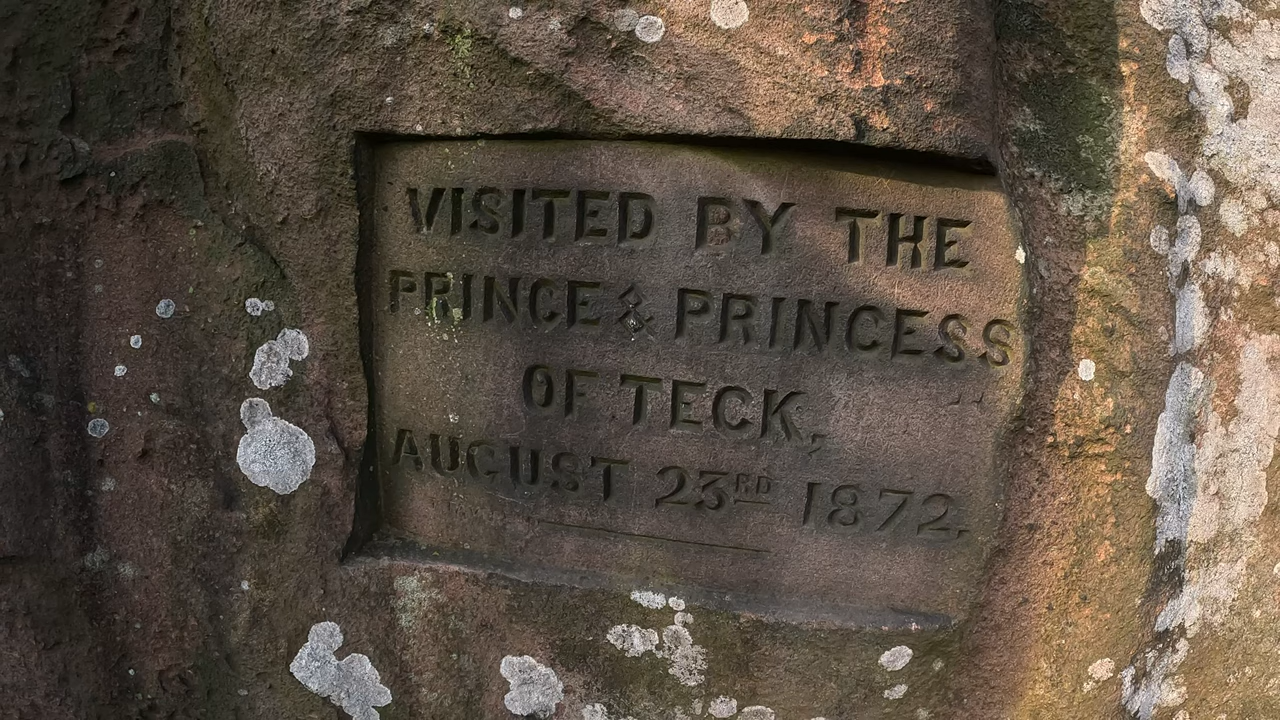 VISITED BY THE
PRINCE & PRINCESS
OF TECK,
AUGUST 23RD 1872.